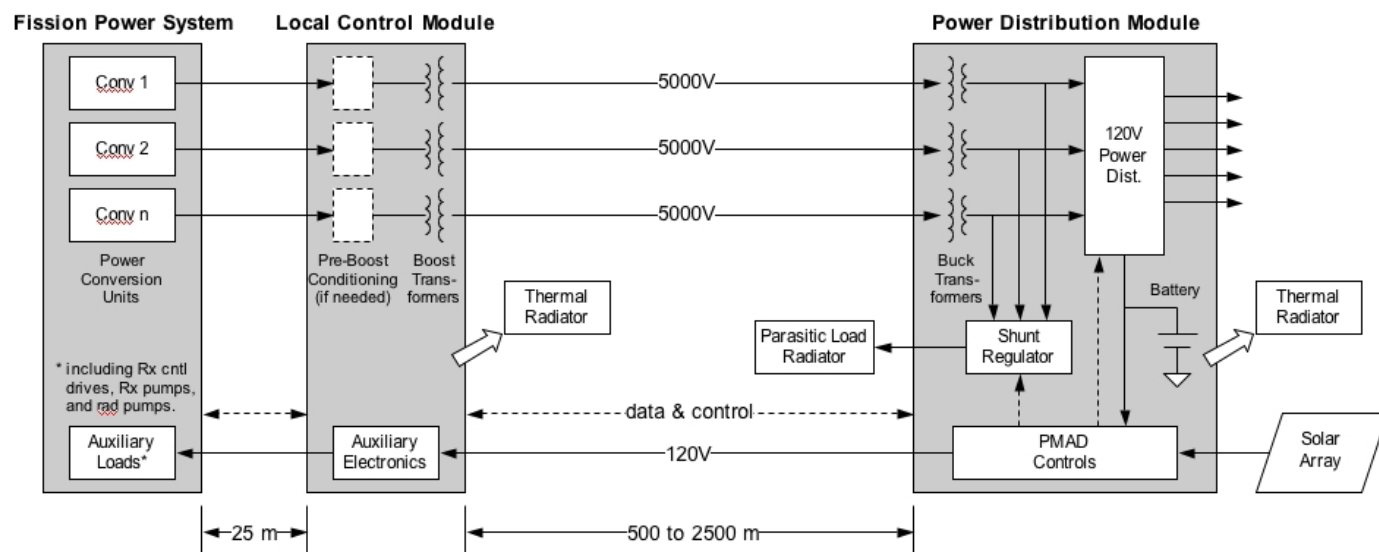 Fission Power System
Local Control Module
Power Distribution Module
Conv 1
Conv 2
Conv n
5000V
5000V
5000V
120V
Power
Dist.
Power
Conversion
Units
Pre-Boost
Conditioning
(if needed)
Boost
Trans-
formers
Buck
Trans-
formers
Battery
Thermal
Radiator
Thermal
Radiator
Parasitic Load
Radiator
Shunt
Regulator
* including Rx cntl
drives, Rx pumps,
and rad pumps.
data & control
Auxiliary
Loads*
Auxiliary
Electronics
120V
PMAD
Controls
Solar
Array
25 m
500 to 2500 m